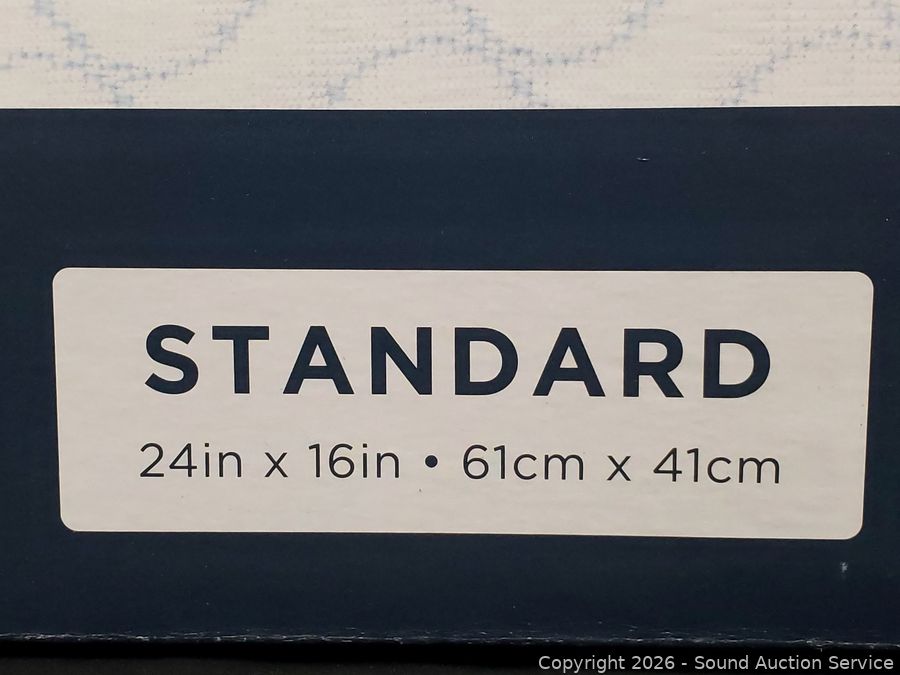 STANDARD
24in x 16in • 61cm x 41cm
Copyright 2026 - Sound Auction Service